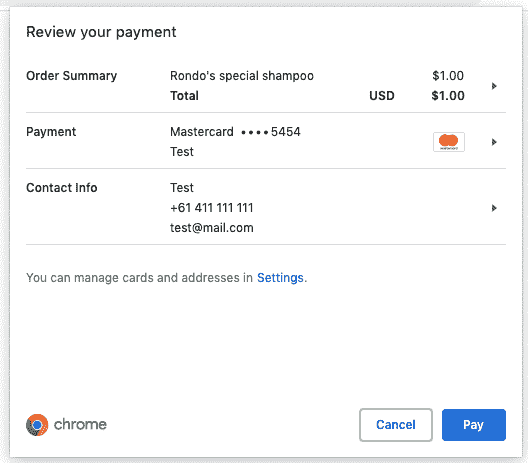 Review your payment
Order Summary Rondo's special shampoo $1.00
Total USD $1.00
Payment Mastercard •••• 5454
Test
Contact Info Test
+61 411 111 111
test@mail.com
You can manage cards and addresses in Settings.
chrome Cancel Pay